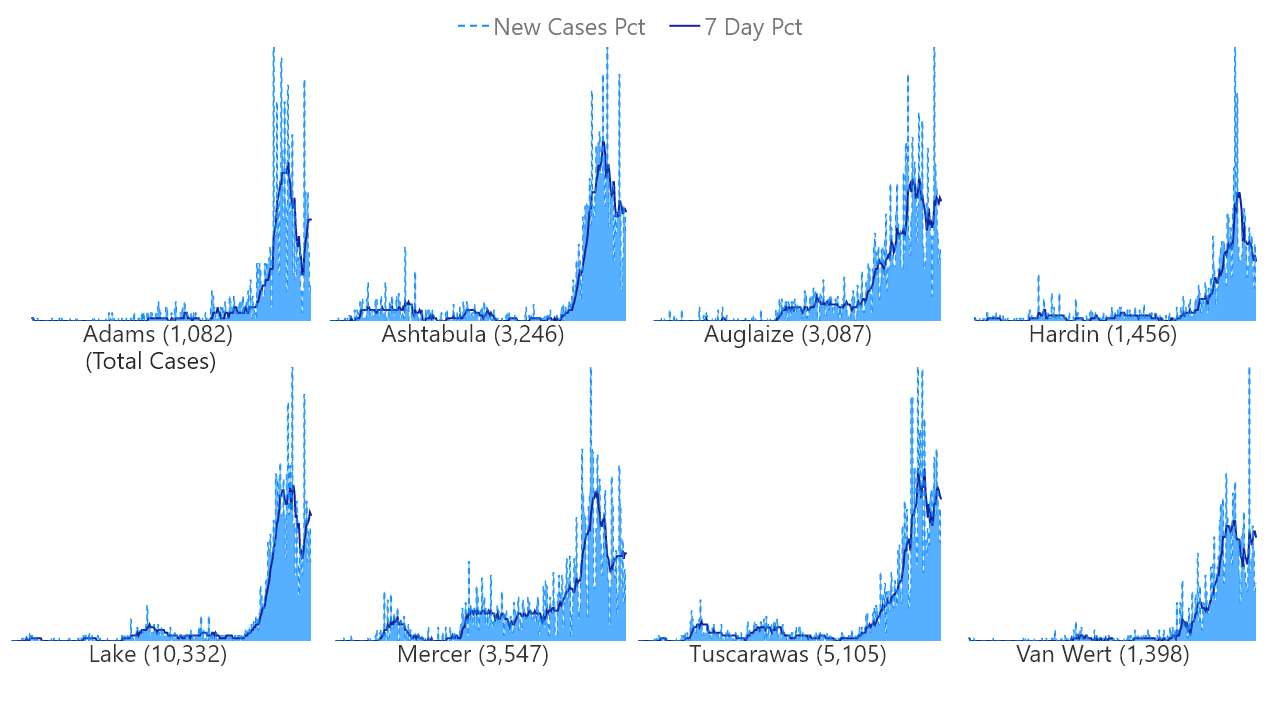 New Cases Pct 7 Day Pct
Adams (1,082)
(Total Cases)
Ashtabula (3,246)
Auglaize (3,087)
Hardin (1,456)
Lake (10,332)
Mercer (3,547)
Tuscarawas (5,105)
Van Wert (1,398)